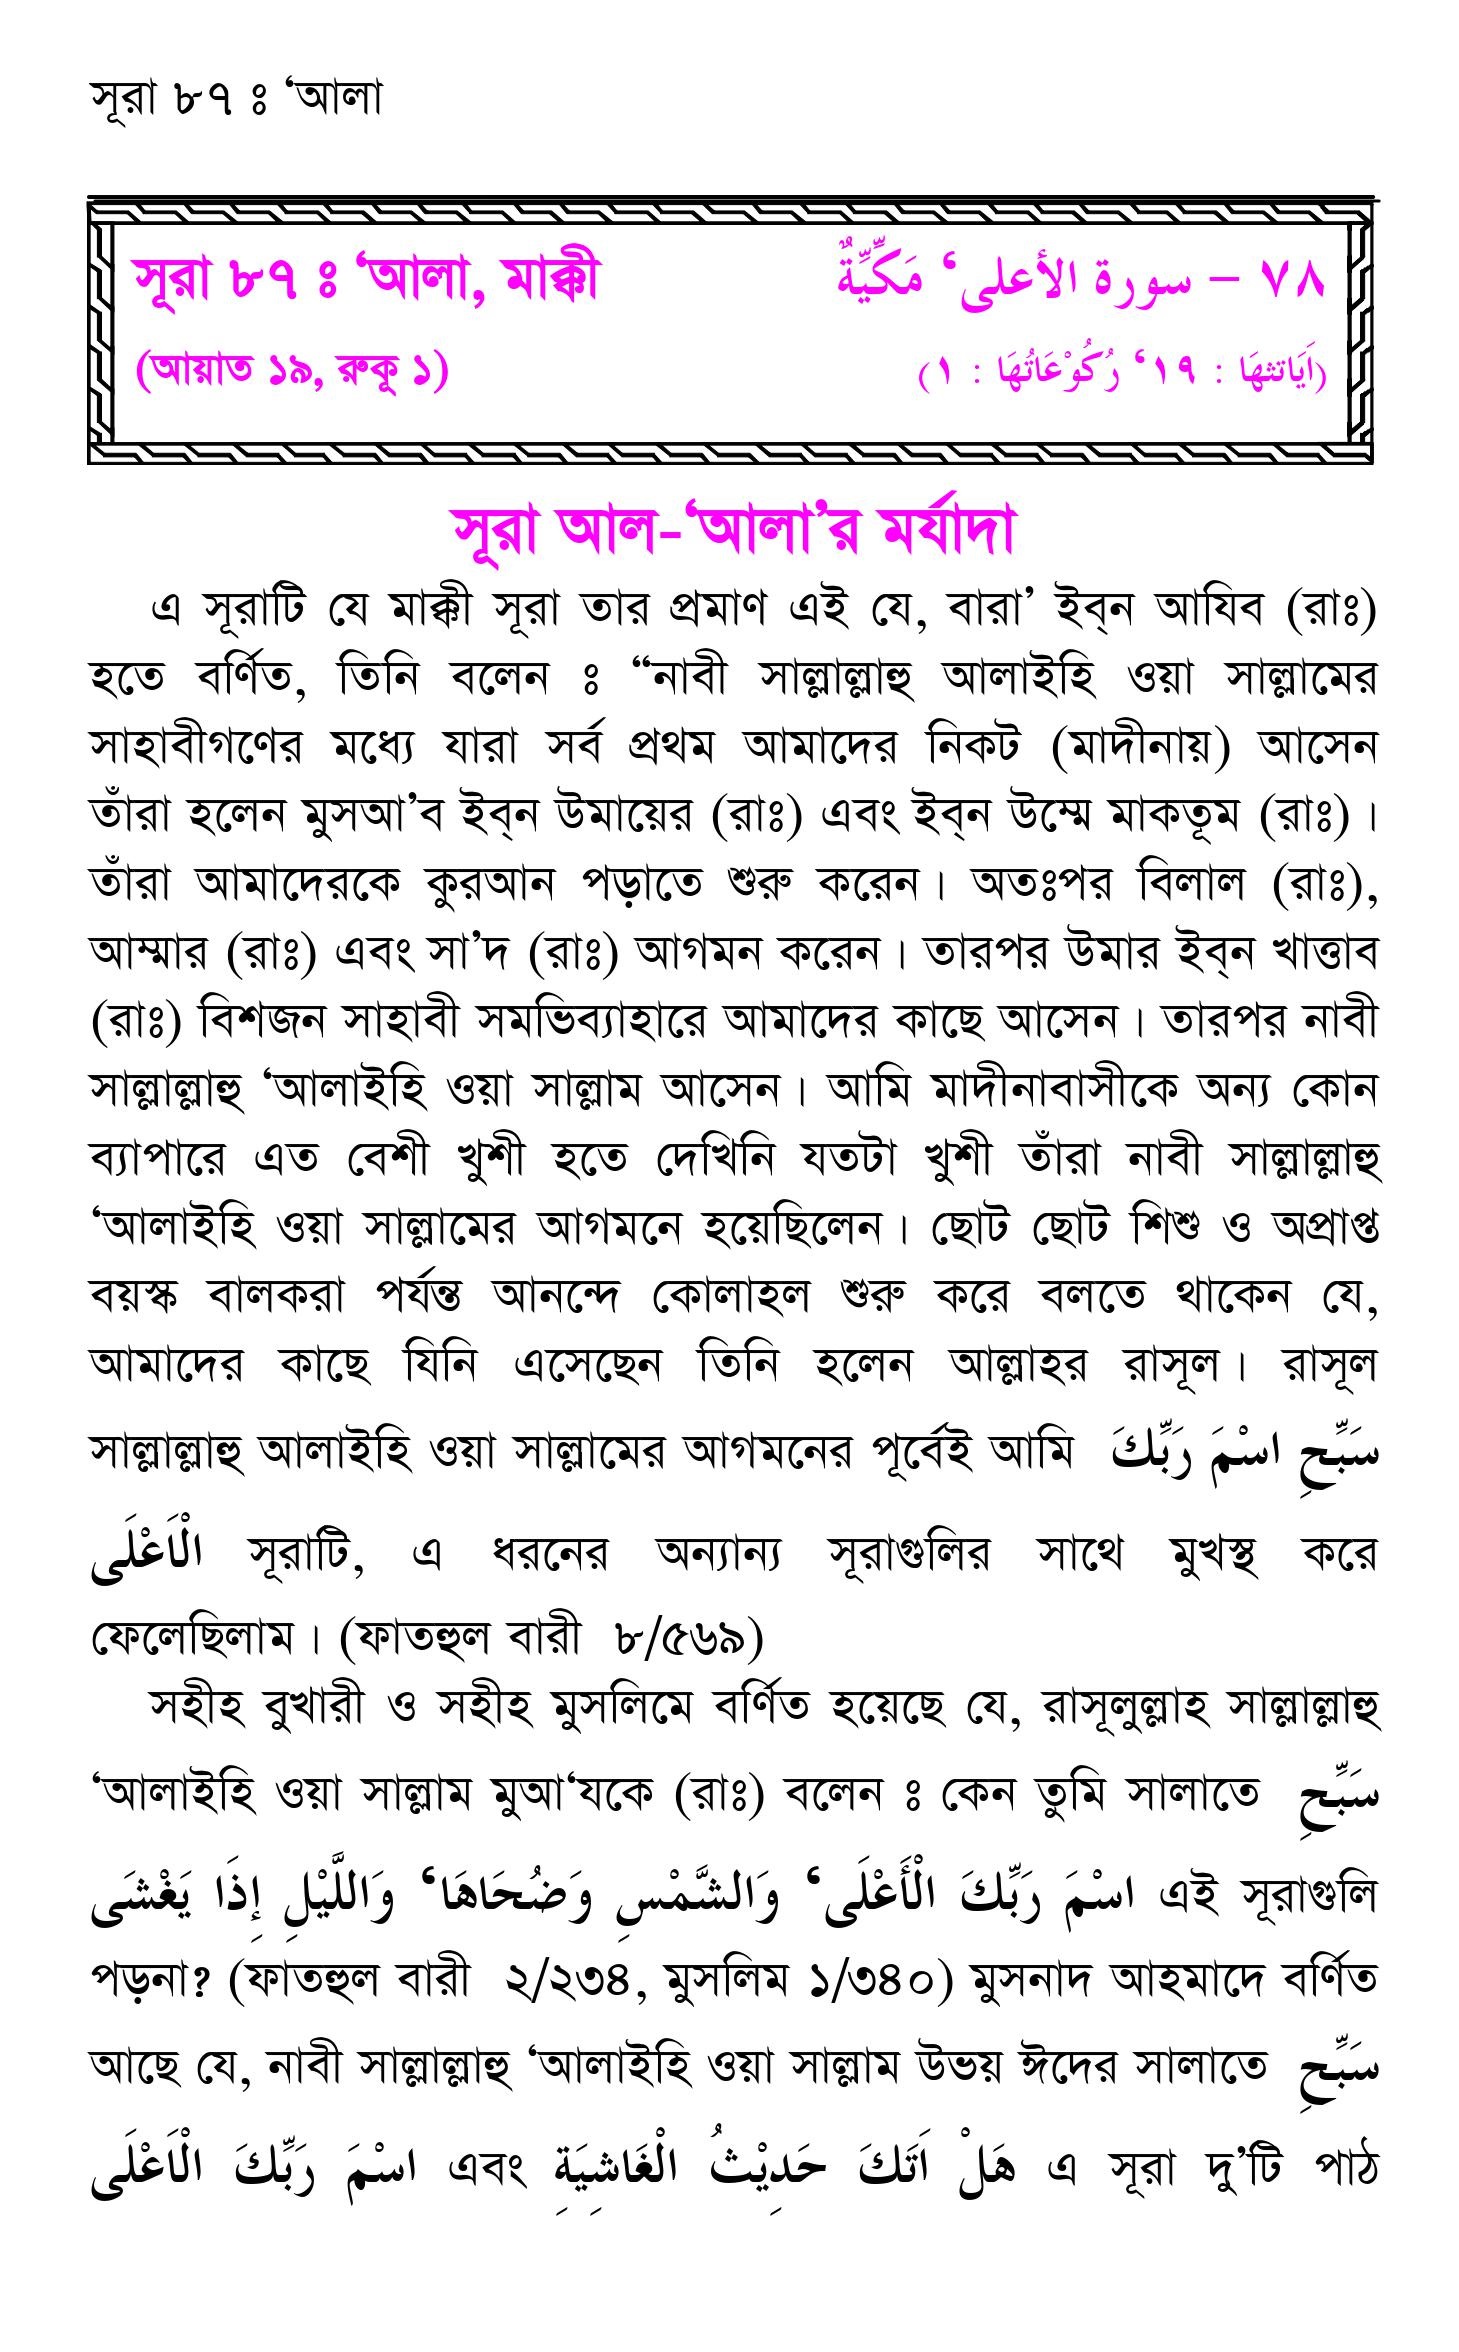 সূরা ৮৭ ঃ ‘আলা
সূরা ৮৭ ঃ ‘আলা, মাক্কী
٧٨ – سورة الأعلى‘ مَكِّيِّةٌ
(আয়াত ১৯, রুকূ ১)
(اَيَاتثهَا : ١٩‘ رُكُوْعَاتُهَا : ١)
সূরা আল-‘আলা’র মর্যাদা
এ সূরাটি যে মাক্কী সূরা তার প্রমাণ এই যে, বারা’ ইব্‌ন আযিব (রাঃ)
হতে বর্ণিত, তিনি বলেন ঃ “নাবী সাল্লাল্লাহু আলাইহি ওয়া সাল্লামের
সাহাবীগণের মধ্যে যারা সর্ব প্রথম আমাদের নিকট (মাদীনায়) আসেন
তাঁরা হলেন মুসআ’ব ইব্‌ন উমায়ের (রাঃ) এবং ইব্‌ন উম্মে মাকতূম (রাঃ)।
তাঁরা আমাদেরকে কুরআন পড়াতে শুরু করেন। অতঃপর বিলাল (রাঃ),
আম্মার (রাঃ) এবং সা’দ (রাঃ) আগমন করেন। তারপর উমার ইব্‌ন খাত্তাব
(রাঃ) বিশজন সাহাবী সমভিব্যাহারে আমাদের কাছে আসেন। তারপর নাবী
সাল্লাল্লাহু ‘আলাইহি ওয়া সাল্লাম আসেন। আমি মাদীনাবাসীকে অন্য কোন
ব্যাপারে এত বেশী খুশী হতে দেখিনি যতটা খুশী তাঁরা নাবী সাল্লাল্লাহু
‘আলাইহি ওয়া সাল্লামের আগমনে হয়েছিলেন। ছোট ছোট শিশু ও অপ্রাপ্ত
বয়স্ক বালকরা পর্যন্ত আনন্দে কোলাহল শুরু করে বলতে থাকেন যে,
আমাদের কাছে যিনি এসেছেন তিনি হলেন আল্লাহর রাসূল। রাসূল
সাল্লাল্লাহু আলাইহি ওয়া সাল্লামের আগমনের পূর্বেই আমি سَبِّحِ اسْمَ رَبِّكَ
الْاَعْلَى সূরাটি, এ ধরনের অন্যান্য সূরাগুলির সাথে মুখস্থ করে
ফেলেছিলাম। (ফাতহুল বারী ৮/৫৬৯)
সহীহ বুখারী ও সহীহ মুসলিমে বর্ণিত হয়েছে যে, রাসূলুল্লাহ সাল্লাল্লাহু
‘আলাইহি ওয়া সাল্লাম মুআ‘যকে (রাঃ) বলেন ঃ কেন তুমি সালাতে سَبِّحِ
اسْمَ رَبِّكَ الْأَعْلَى‘ وَالشَّمْسِ وَضُحَاهَا‘ وَاللَّيْلِ إِذَا يَغْشَى এই সূরাগুলি
পড়না? (ফাতহুল বারী ২/২৩৪, মুসলিম ১/৩৪০) মুসনাদ আহমাদে বর্ণিত
আছে যে, নাবী সাল্লাল্লাহু ‘আলাইহি ওয়া সাল্লাম উভয় ঈদের সালাতে سَبِّحِ
اسْمَ رَبِّكَ الْاَعْلَى এবং هَلْ اَتَكَ حَدِيْثُ الْغَاشِيَةِ এ সূরা দু’টি পাঠ